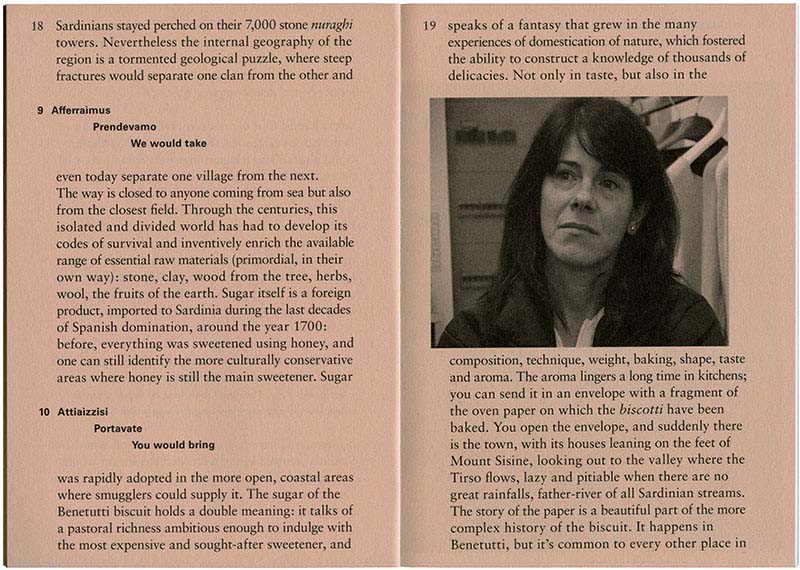 18 Sardinians stayed perched on their 7,000 stone nuraghi
towers. Nevertheless the internal geography of the
region is a tormented geological puzzle, where steep
fractures would separate one clan from the other and
9 Afferraimus
Prendevamo
We would take
even today separate one village from the next.
The way is closed to anyone coming from sea but also
from the closest field. Through the centuries, this
isolated and divided world has had to develop its
codes of survival and inventively enrich the available
range of essential raw materials (primordial, in their
own way): stone, clay, wood from the tree, herbs,
wool, the fruits of the earth. Sugar itself is a foreign
product, imported to Sardinia during the last decades
of Spanish domination, around the year 1700:
before, everything was sweetened using honey, and
one can still identify the more culturally conservative
areas where honey is still the main sweetener. Sugar
10 Attiaizzisi
Portavate
You would bring
was rapidly adopted in the more open, coastal areas
where smugglers could supply it. The sugar of the
Benetutti biscuit holds a double meaning: it talks of
a pastoral richness ambitious enough to indulge with
the most expensive and sought-after sweetener, and
19 speaks of a fantasy that grew in the many
experiences of domestication of nature, which fostered
the ability to construct a knowledge of thousands of
delicacies. Not only in taste, but also in the
composition, technique, weight, baking, shape, taste
and aroma. The aroma lingers a long time in kitchens;
you can send it in an envelope with a fragment of
the oven paper on which the biscotti have been
baked. You open the envelope, and suddenly there
is the town, with its houses leaning on the feet of
Mount Sisine, looking out to the valley where the
Tirso flows, lazy and pitiable when there are no
great rainfalls, father-river of all Sardinian streams.
The story of the paper is a beautiful part of the more
complex history of the biscuit. It happens in
Benetutti, but it's common to every other place in